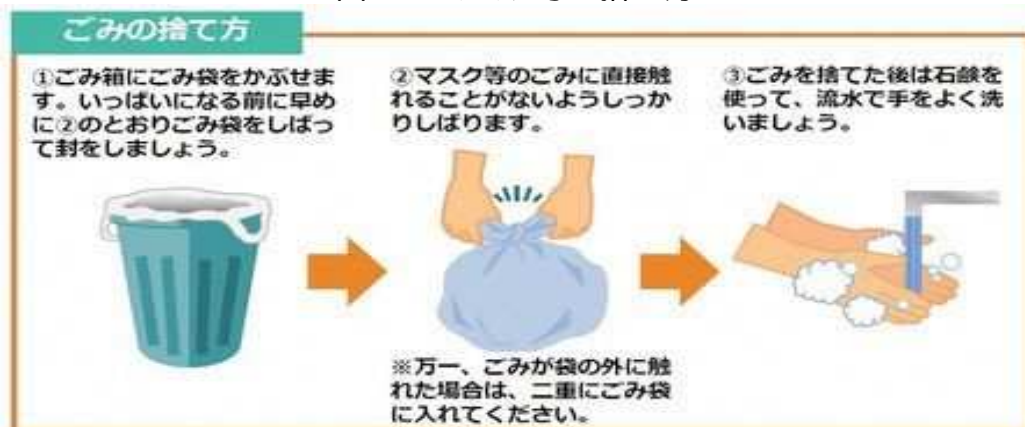 ごみの捨て方
①ごみ箱にごみ袋をかぶせま
す。いっぱいになる前に早め
に②のとおりごみ袋をしばっ
て封をしましょう。
②マスク等のごみに直接触
れることがないようしっか
りしばります。
※万一、ごみが袋の外に触
れた場合は、二重にごみ袋
に入れてください。
③ごみを捨てた後は石鹸を
使って、流水で手をよく洗
いましょう。